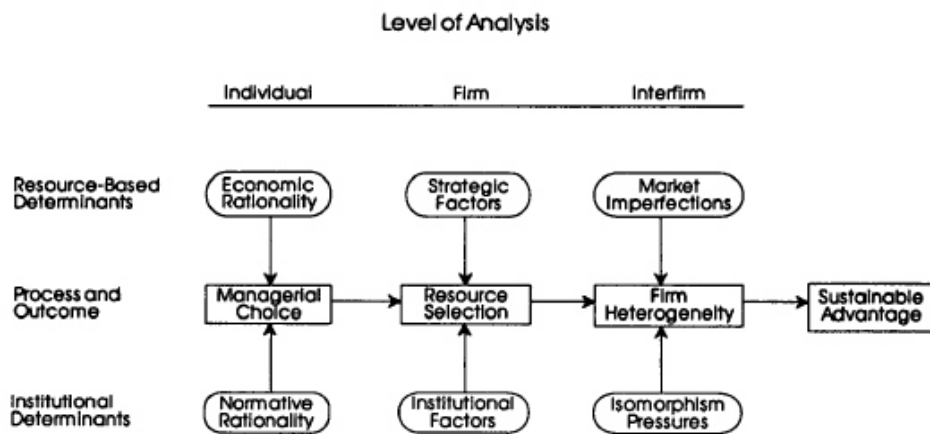 Level of Analysis
Individual Firm Interfirm
Resource-Based
Determinants
Economic
Rationality
Strategic
Factors
Market
Imperfections
Process and
Outcome
Managerial
Choice
Resource
Selection
Firm
Heterogeneity
Sustainable
Advantage
Institutional
Determinants
Normative
Rationality
Institutional
Factors
Isomorphism
Pressures